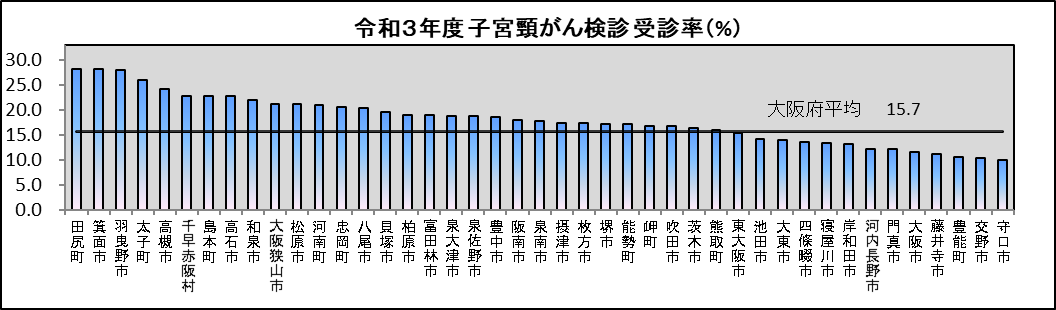 令和3年度子宮頸がん検診受診率(%)
30.0
25.0
20.0
15.0
10.0
5.0
0.0
大阪府平均 15.7
田尻町
箕面市
羽曳野市
太子町
高槻市
千早赤阪村
島本町
高石市
和泉市
大阪狭山市
松原市
河南町
忠岡町
八尾市
貝塚市
柏原市
富田林市
泉大津市
泉佐野市
豊中市
阪南市
泉南市
摂津市
枚方市
堺市
能勢町
岬町
吹田市
茨木市
熊取町
東大阪市
池田市
大東市
四條畷市
寝屋川市
岸和田市
河内長野市
門真市
大阪市
藤井寺市
豊能町
交野市
守口市